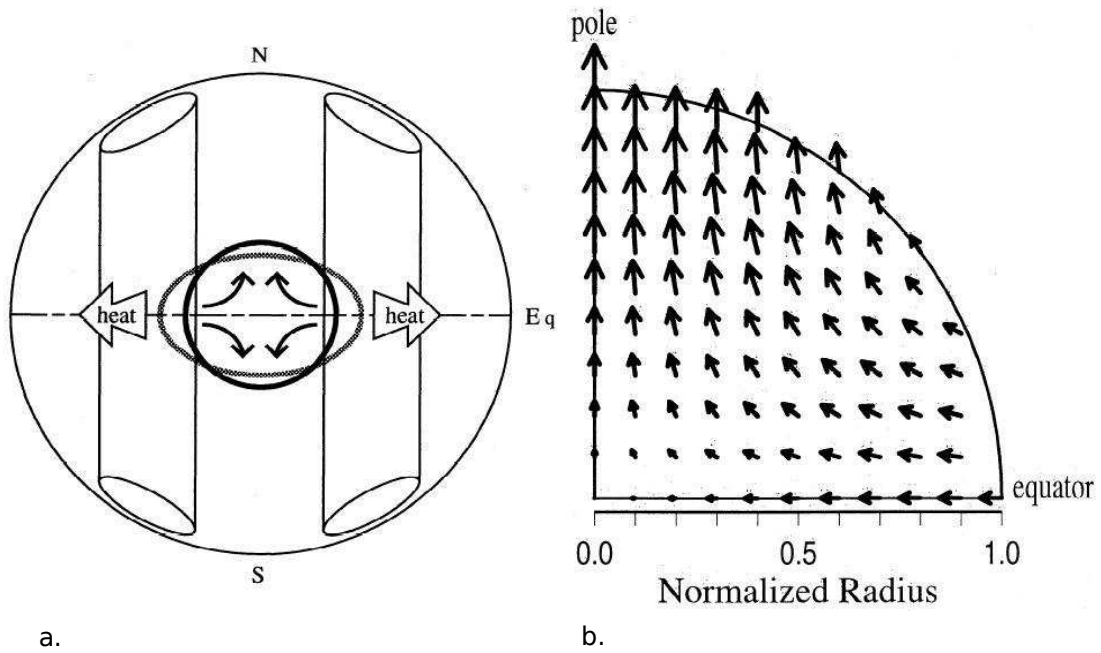 N
heat
heat
E q
S
a.
pole
equator
0.0 0.5 1.0
Normalized Radius
b.